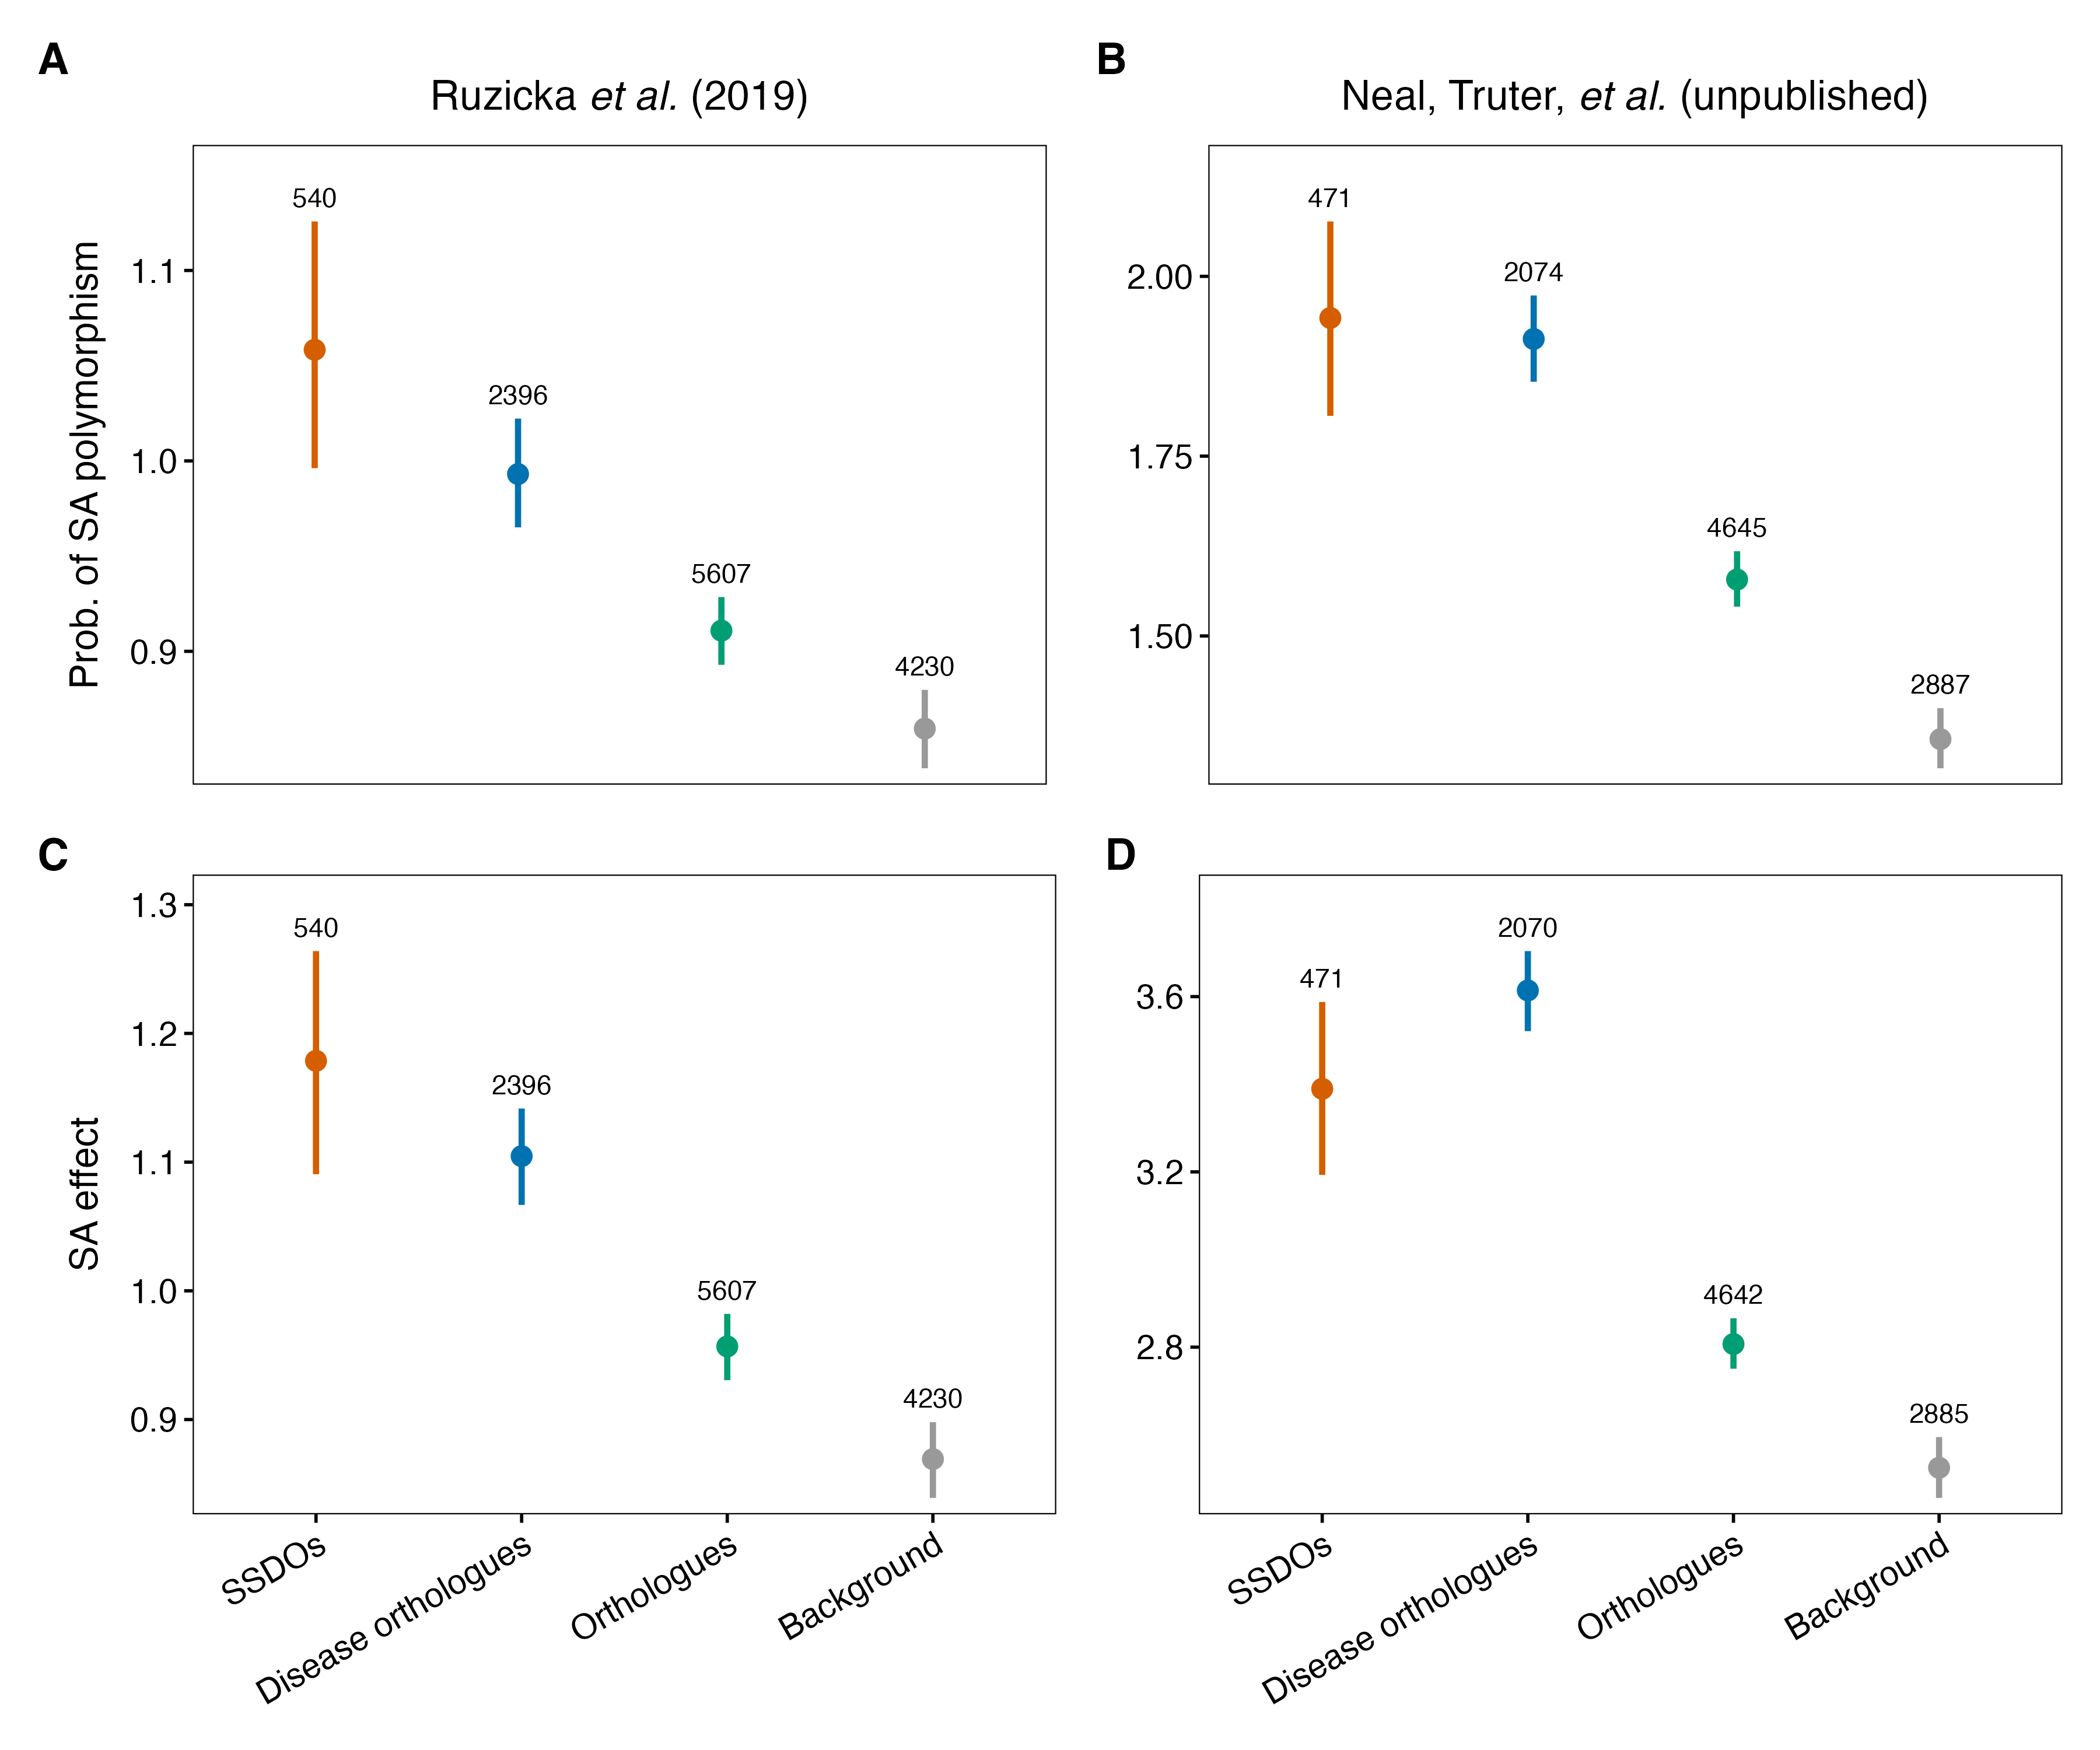 A
Ruzicka et al. (2019)
Prob. of SA polymorphism
1.1
1.0
0.9
540
2396
5607
4230
B
Neal, Truter, et al. (unpublished)
2.00
1.75
1.50
471
2074
4645
2887
C
SA effect
1.3
1.2
1.1
1.0
0.9
540
2396
5607
4230
SSDOs
Disease orthologues
Orthologues
Background
D
3.6
3.2
2.8
471
2070
4642
2885
SSDOs
Disease orthologues
Orthologues
Background